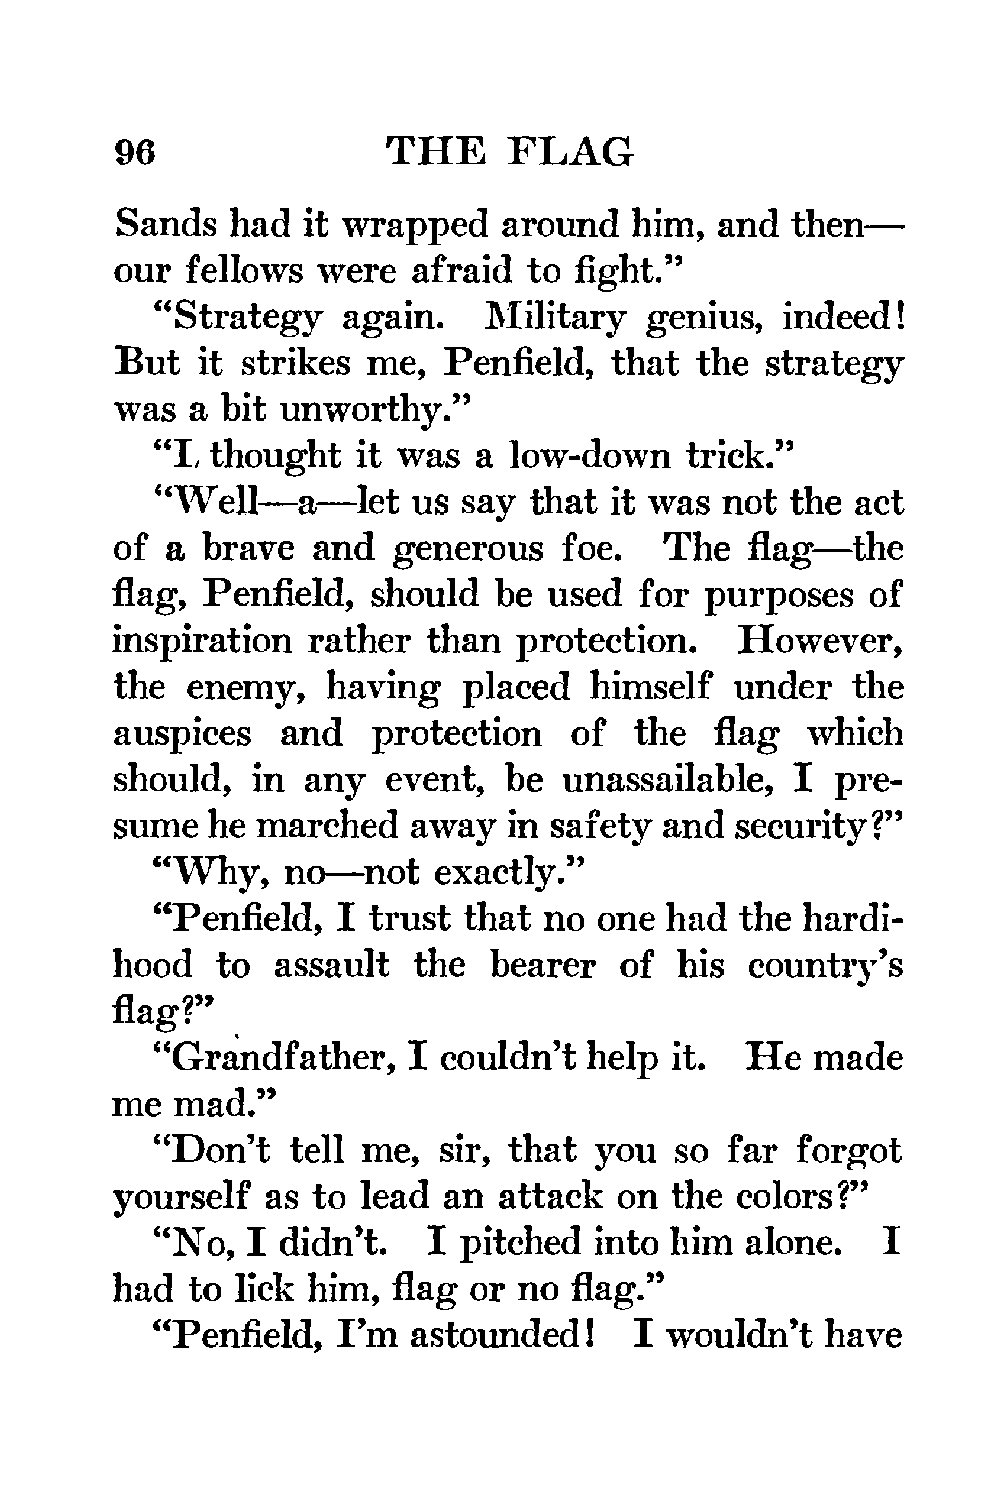 96 THE FLAG
Sands had it wrapped around him, and then—
our fellows were afraid to fight.”
“Strategy again. Military genius, indeed!
But it strikes me, Penfield, that the strategy
was a bit unworthy.”
“I, thought it was a low-down trick.”
“Well—a—let us say that it was not the act
of a brave and generous foe. The flag—the
flag, Penfield, should be used for purposes of
inspiration rather than protection. However,
the enemy, having placed himself under the
auspices and protection of the flag which
should, in any event, be unassailable, I pre-
sume he marched away in safety and security?”
“Why, no—not exactly.”
“Penfield, I trust that no one had the hardi-
hood to assault the bearer of his country’s
flag?”
“Grandfather, I couldn’t help it. He made
me mad.”
“Don’t tell me, sir, that you so far forgot
yourself as to lead an attack on the colors?”
“No, I didn’t. I pitched into him alone. I
had to lick him, flag or no flag.”
“Penfield, I’m astounded! I wouldn’t have